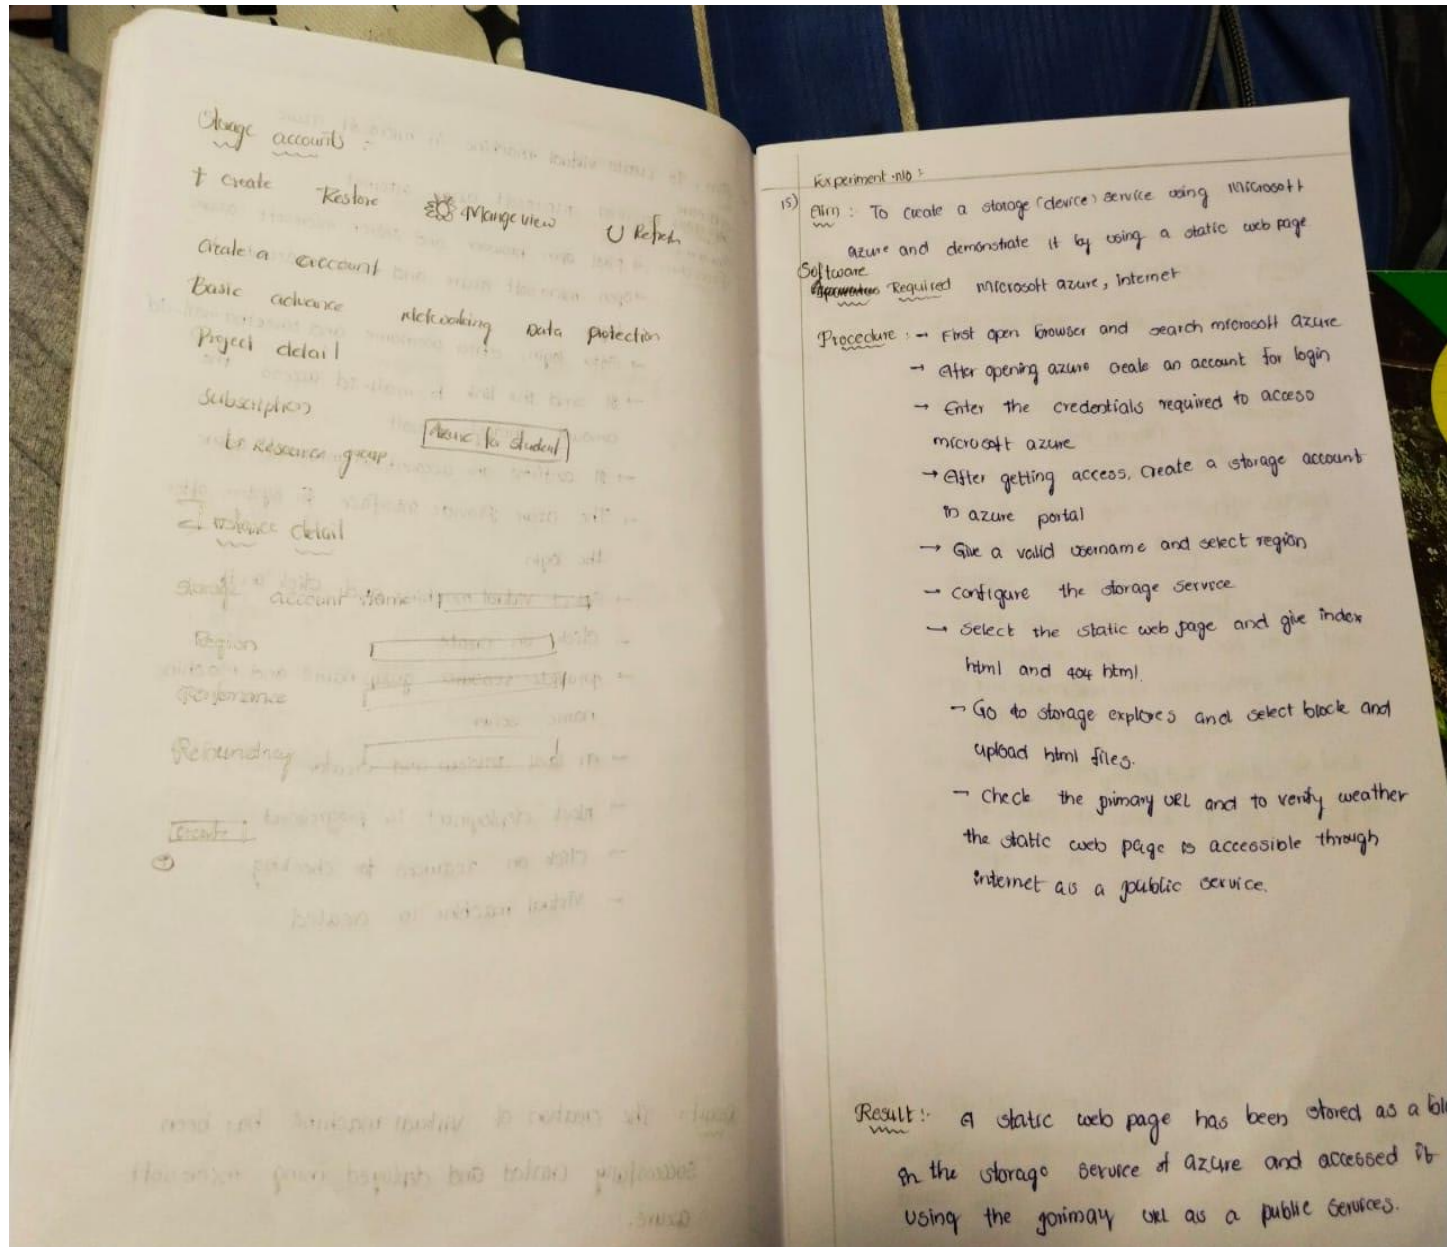 Storage accounts :-
+ Create Restore Mange view Refresh
Create a account
Basic advance Networking Data protection
Project detail
Subscription
Azure for student
Resource group
Instance detail
Storage account Name
Region
Performance
Redundney
Create
Experiment -no :
15) Aim : To create a storage (device) service using Microsoft
azure and demonstrate it by using a static web page
Software
Required microsoft azure, internet
Procedure : → First open browser and search microsoft azure
→ After opening azure create an account for login
→ Enter the credentials required to access
microsoft azure
→ After getting access, create a storage account
in azure portal
→ Give a valid username and select region
→ configure the storage service
→ Select the static web page and give index
html and 404 html.
→ Go to storage explores and select block and
upload html files.
→ Check the primary URL and to verify weather
the static web page is accessible through
internet as a public service.
Result :- A static web page has been stored as a
in the storage service of azure and accessed it
using the gorimay URL as a public services.